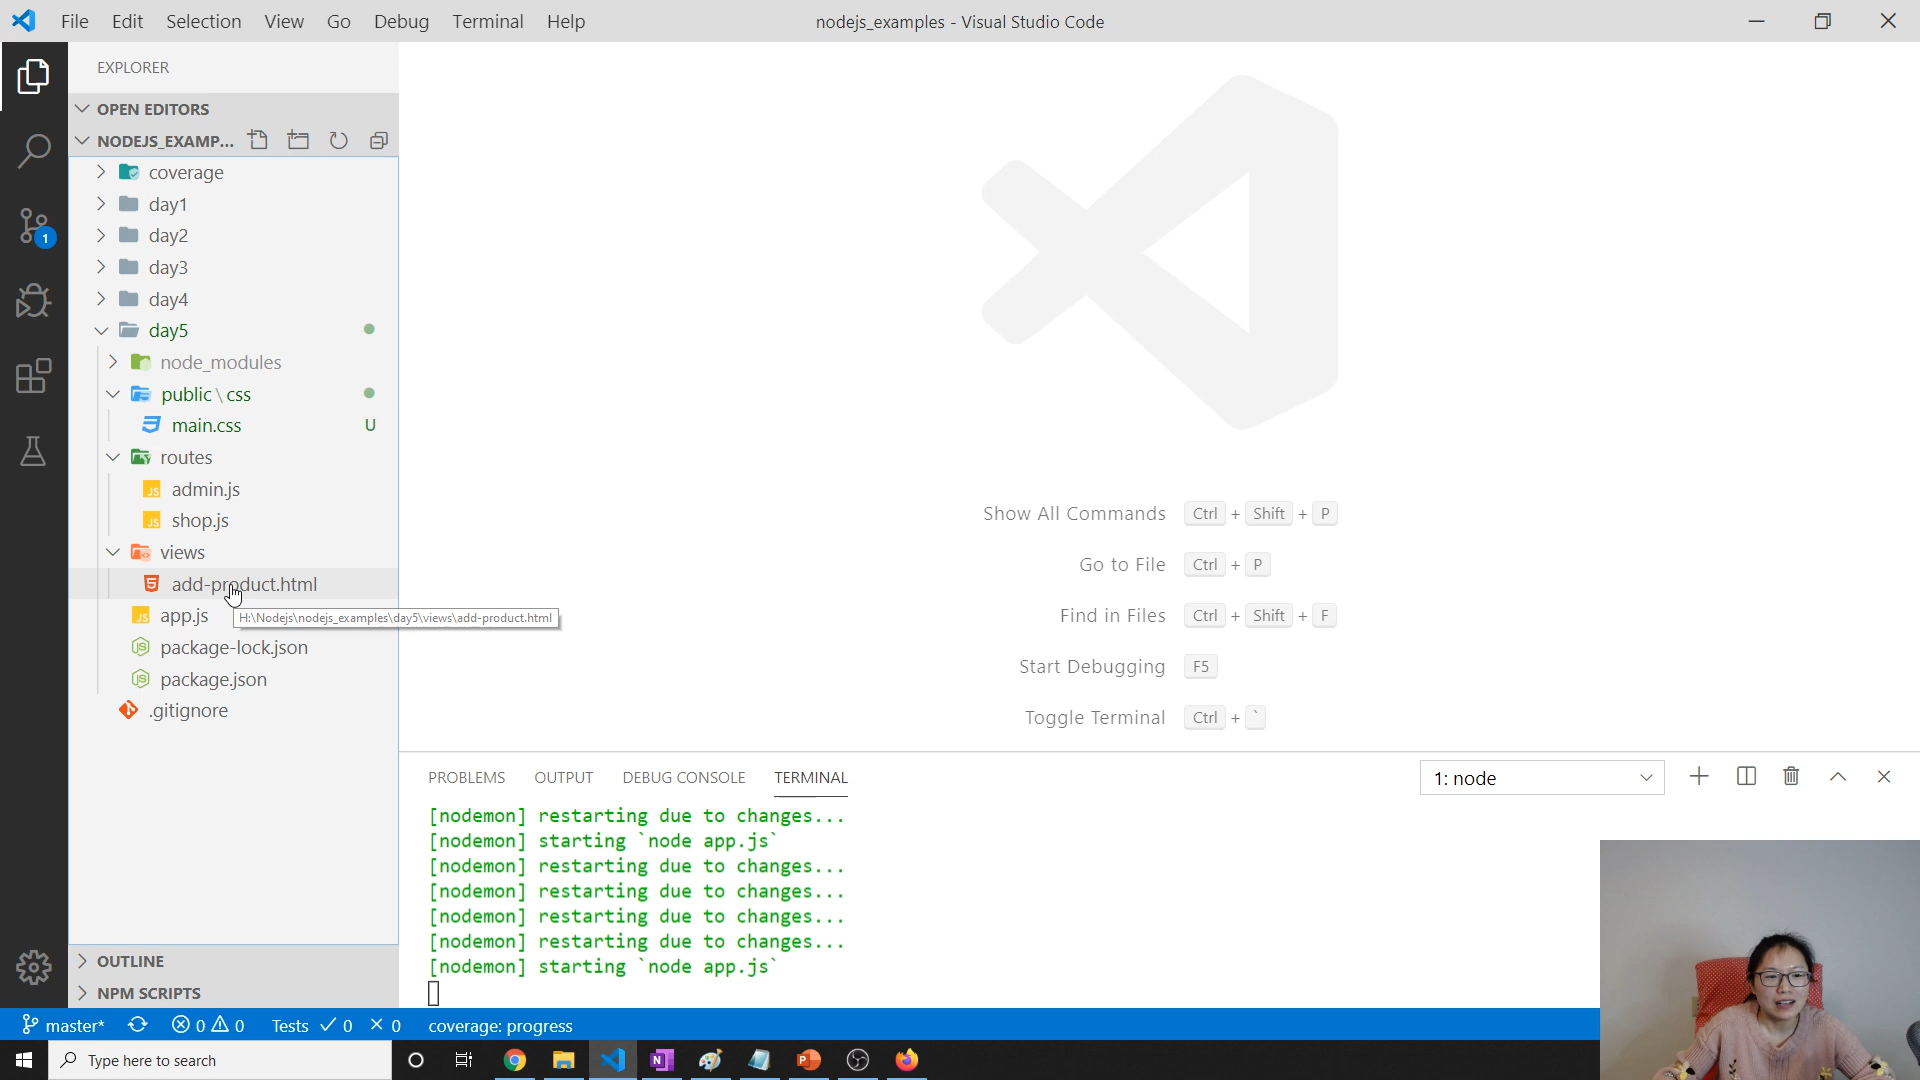 File Edit Selection View Go Debug Terminal Help
nodejs_examples - Visual Studio Code
EXPLORER
OPEN EDITORS
NODEJS_EXAMP...
coverage
day1
day2
day3
day4
day5
node_modules
public \ css
main.css U
routes
admin.js
shop.js
views
add-product.html
app.js
H:\Nodejs\nodejs_examples\day5\views\add-product.html
package-lock.json
package.json
.gitignore
OUTLINE
NPM SCRIPTS
1
Show All Commands Ctrl + Shift + P
Go to File Ctrl + P
Find in Files Ctrl + Shift + F
Start Debugging F5
Toggle Terminal Ctrl + `
PROBLEMS OUTPUT DEBUG CONSOLE TERMINAL
1: node
[nodemon] restarting due to changes...
[nodemon] starting `node app.js`
[nodemon] restarting due to changes...
[nodemon] restarting due to changes...
[nodemon] restarting due to changes...
[nodemon] restarting due to changes...
[nodemon] starting `node app.js`
master* 0 0 Tests 0 0 coverage: progress
Type here to search